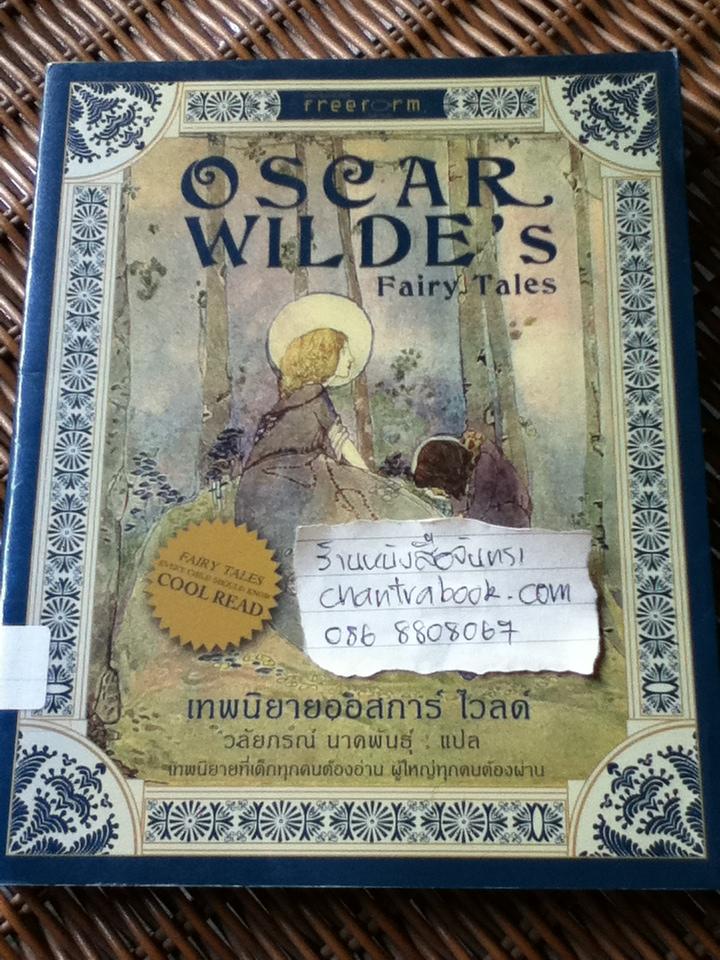 freeform
OSCAR
WILDE's
Fairy Tales
FAIRY TALES
EVERY CHILD SHOULD KNOW
COOL READ
ร้านหนังสือจันทรา
chantrabook.com
086 8808067
เทพนิยายออสการ์ ไวลด์
วลัยภรณ์ นาคพันธุ์ : แปล
เทพนิยายที่เด็กทุกคนต้องอ่าน ผู้ใหญ่ทุกคนต้องผ่าน